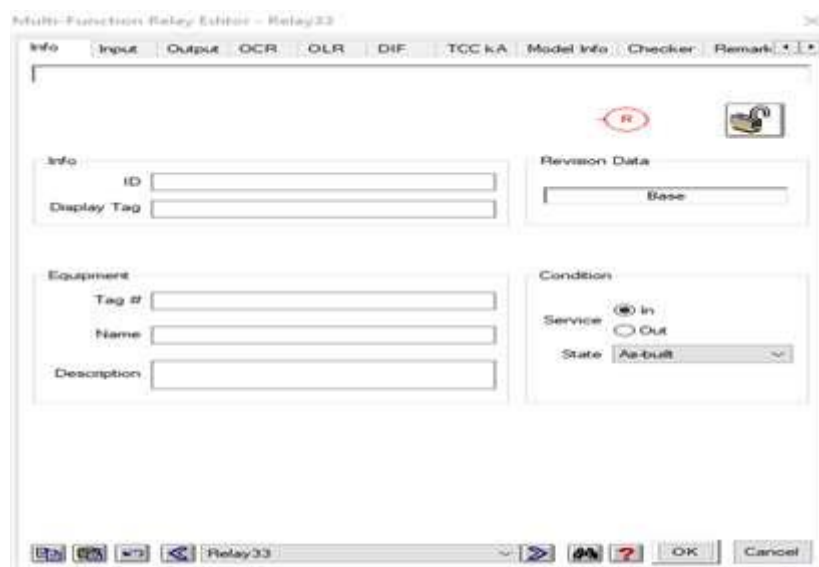 Multi-Function Relay Editor - Relay33
Info Input Output OCR OLR DIF TCC kA Model Info Checker Remark
R
Info
ID
Display Tag
Revision Data
Base
Equipment
Tag #
Name
Description
Condition
Service
In
Out
State As-built
Relay33
? OK Cancel